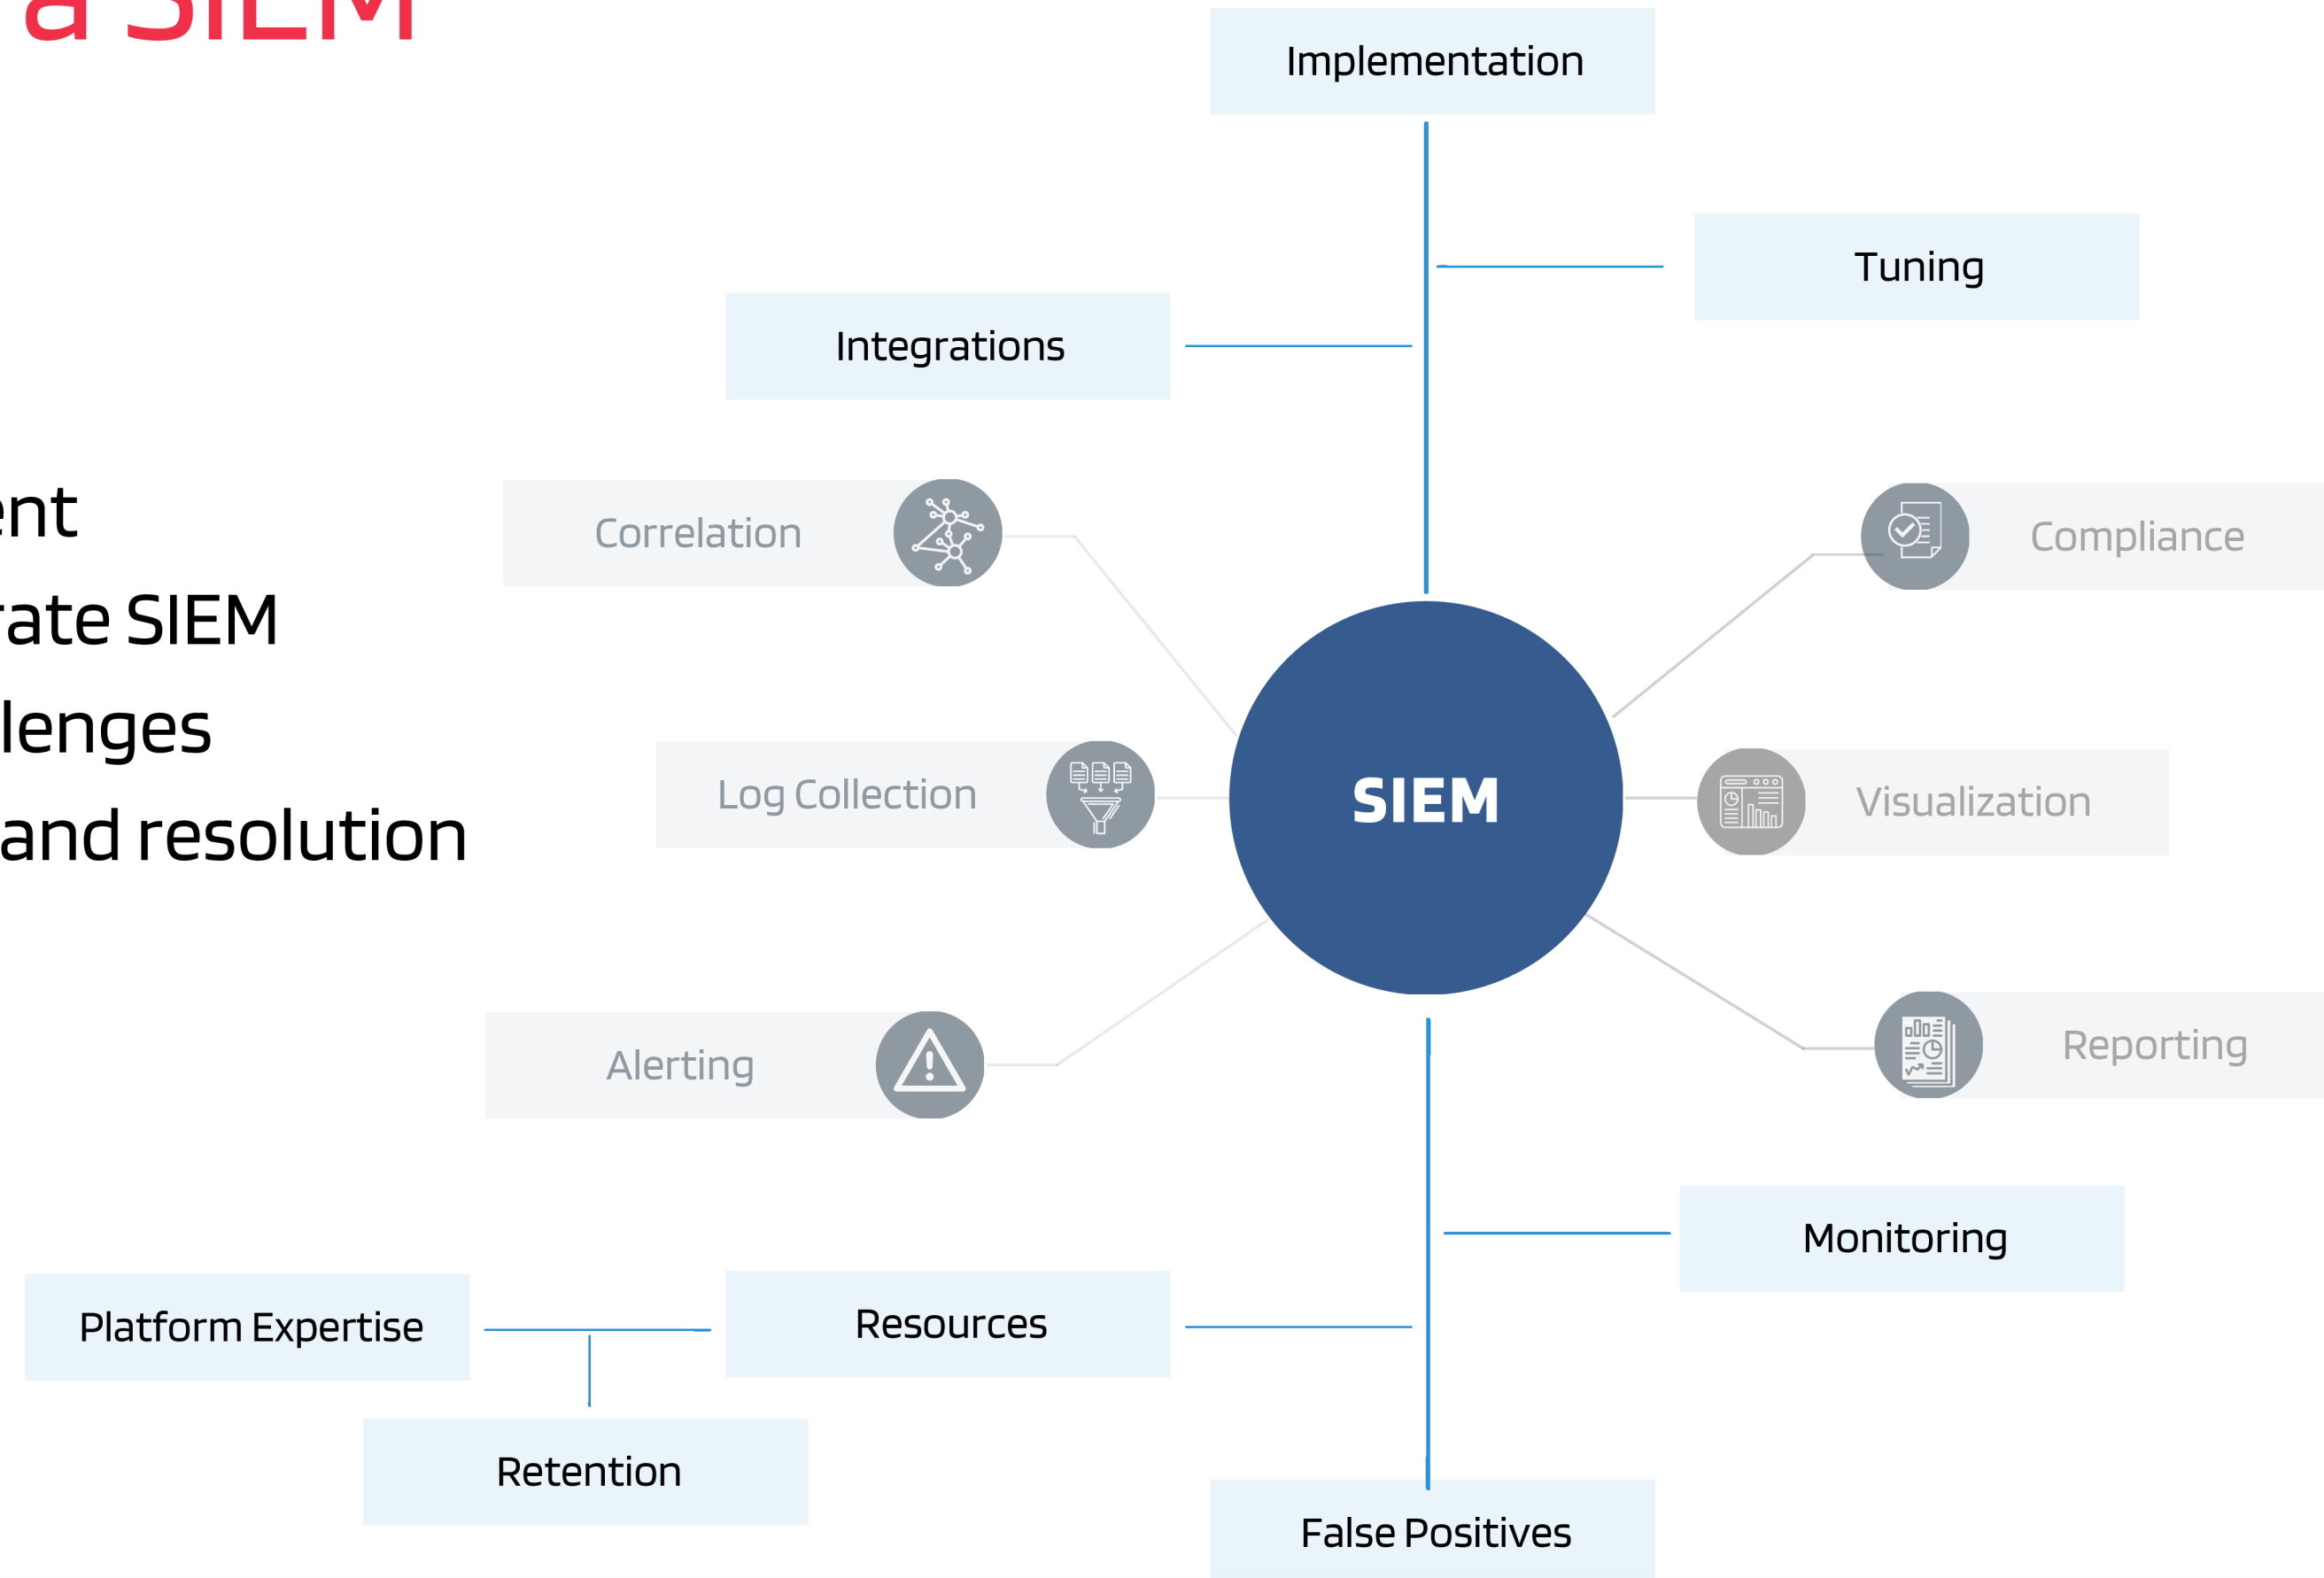 a SIEM
Implementation
Tuning
Integrations
ent
rate SIEM
lenges
and resolution
Correlation
Compliance
Log Collection
SIEM
Visualization
Alerting
Reporting
Monitoring
Platform Expertise
Resources
Retention
False Positives